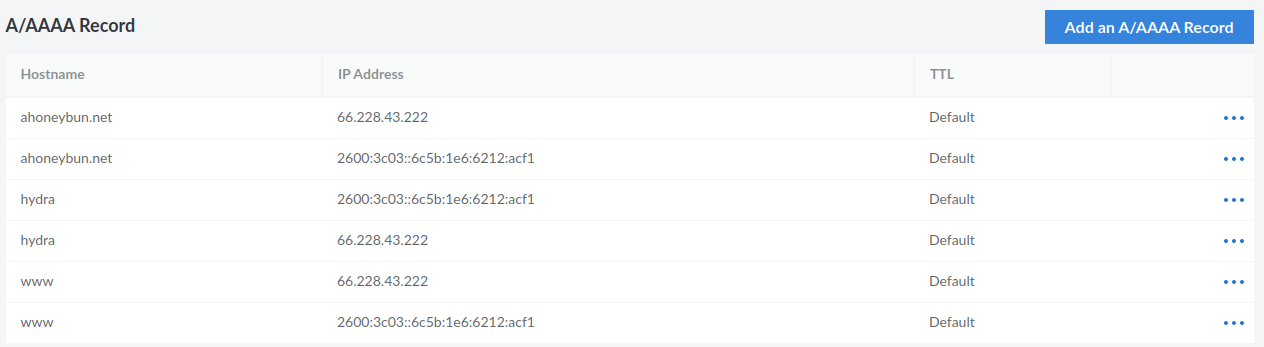 A/AAAA Record
Add an A/AAAA Record
Hostname IP Address TTL
ahoneybun.net 66.228.43.222 Default
ahoneybun.net 2600:3c03::6c5b:1e6:6212:acf1 Default
hydra 2600:3c03::6c5b:1e6:6212:acf1 Default
hydra 66.228.43.222 Default
www 66.228.43.222 Default
www 2600:3c03::6c5b:1e6:6212:acf1 Default